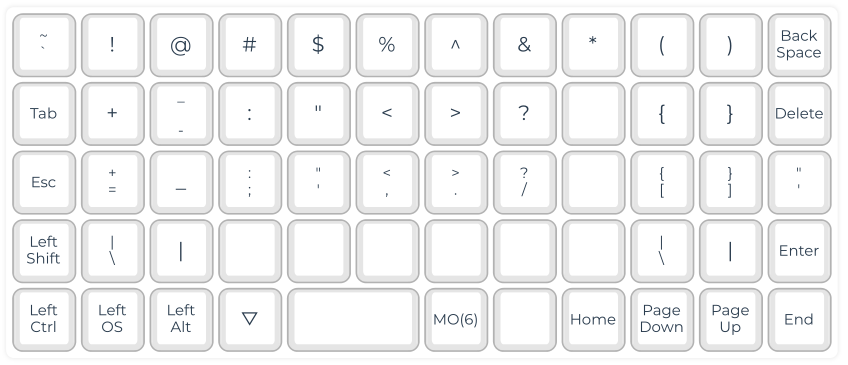 ~
` ! @ # $ % ^ & * ( ) Back Space
Tab + _
- : " < > ? { } Delete
Esc +
= _ :
; "
' <
, >
. ?
/ {
[ }
] "
'
Left Shift |
\ | |
\ | Enter
Left Ctrl Left OS Left Alt ▽ MO(6) Home Page Down Page Up End